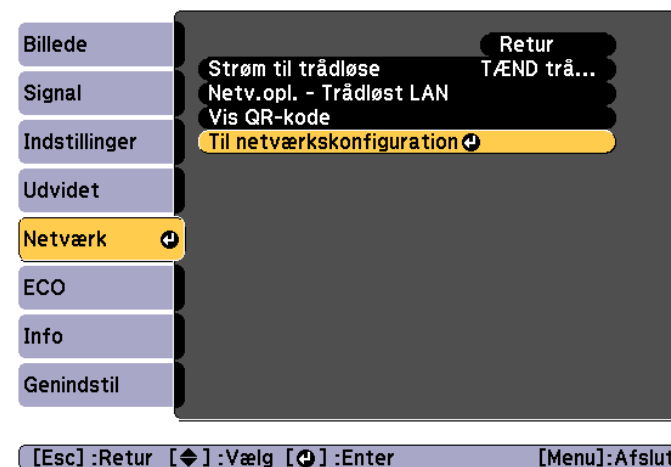 Billede
Signal
Indstillinger
Udvidet
Netværk
ECO
Info
Genindstil
Retur
Strøm til trådløse TÆND trå...
Netv.opl. - Trådløst LAN
Vis QR-kode
Til netværkskonfiguration
[Esc] :Retur [◆] :Vælg [⏎] :Enter [Menu]:Afslut